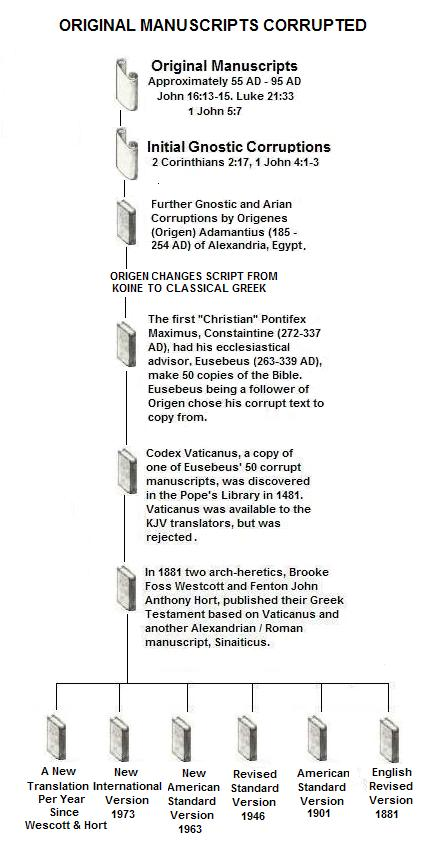 ORIGINAL MANUSCRIPTS CORRUPTED
Original Manuscripts
Approximately 55 AD - 95 AD
John 16:13-15. Luke 21:33
1 John 5:7
Initial Gnostic Corruptions
2 Corinthians 2:17, 1 John 4:1-3
.
Further Gnostic and Arian
Corruptions by Origenes
(Origen) Adamantius (185 -
254 AD) of Alexandria, Egypt.
ORIGEN CHANGES SCRIPT FROM
KOINE TO CLASSICAL GREEK
The first "Christian" Pontifex
Maximus, Constaintine (272-337
AD), had his ecclesiastical
advisor, Eusebeus (263-339 AD),
make 50 copies of the Bible.
Eusebeus being a follower of
Origen chose his corrupt text to
copy from.
Codex Vaticanus, a copy of
one of Eusebeus' 50 corrupt
manuscripts, was discovered
in the Pope's Library in 1481.
Vaticanus was available to the
KJV translators, but was
rejected.
In 1881 two arch-heretics, Brooke
Foss Westcott and Fenton John
Anthony Hort, published their Greek
Testament based on Vaticanus and
another Alexandrian / Roman
manuscript, Sinaiticus.
A New
Translation
Per Year
Since
Wescott & Hort
New
International
Version
1973
New
American
Standard
Version
1963
Revised
Standard
Version
1946
American
Standard
Version
1901
English
Revised
Version
1881